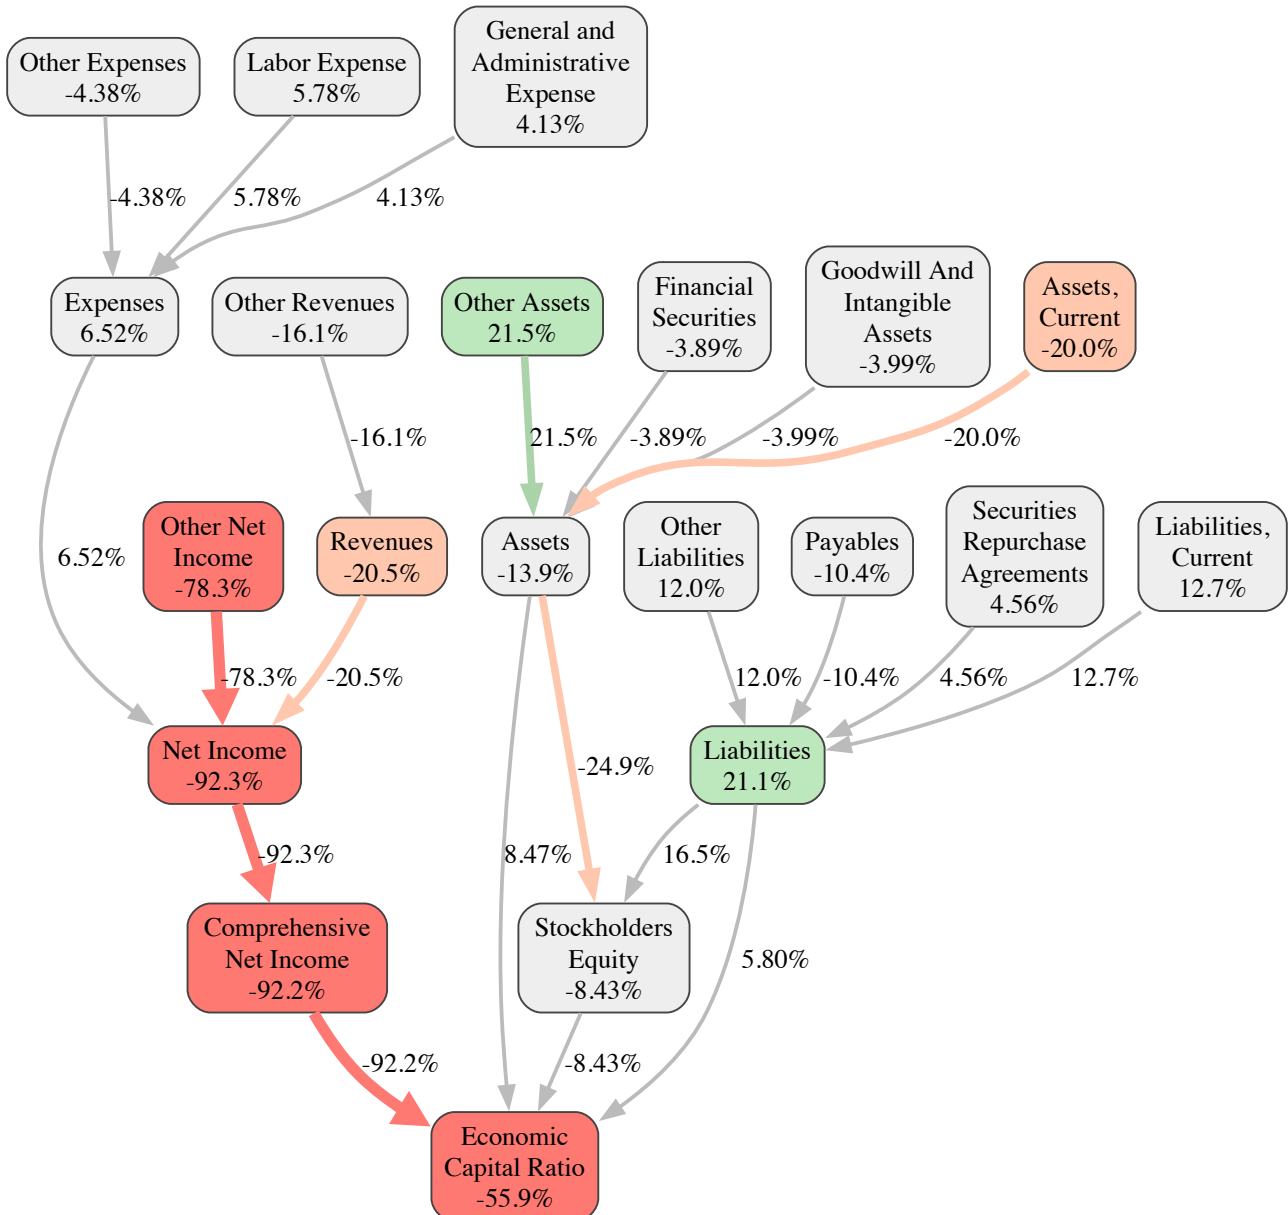 Other Expenses
-4.38%
Labor Expense
5.78%
General and
Administrative
Expense
4.13%
-4.38%
5.78%
4.13%
Expenses
6.52%
Other Revenues
-16.1%
Other Assets
21.5%
Financial
Securities
-3.89%
Goodwill And
Intangible
Assets
-3.99%
Assets,
Current
-20.0%
-16.1%
21.5%
-3.89%
-3.99%
-20.0%
6.52%
Other Net
Income
-78.3%
Revenues
-20.5%
Assets
-13.9%
Other
Liabilities
12.0%
Payables
-10.4%
Securities
Repurchase
Agreements
4.56%
Liabilities,
Current
12.7%
-78.3%
-20.5%
12.0%
-10.4%
4.56%
12.7%
Net Income
-92.3%
-24.9%
Liabilities
21.1%
-92.3%
8.47%
16.5%
Comprehensive
Net Income
-92.2%
Stockholders
Equity
-8.43%
5.80%
-92.2%
-8.43%
Economic
Capital Ratio
-55.9%